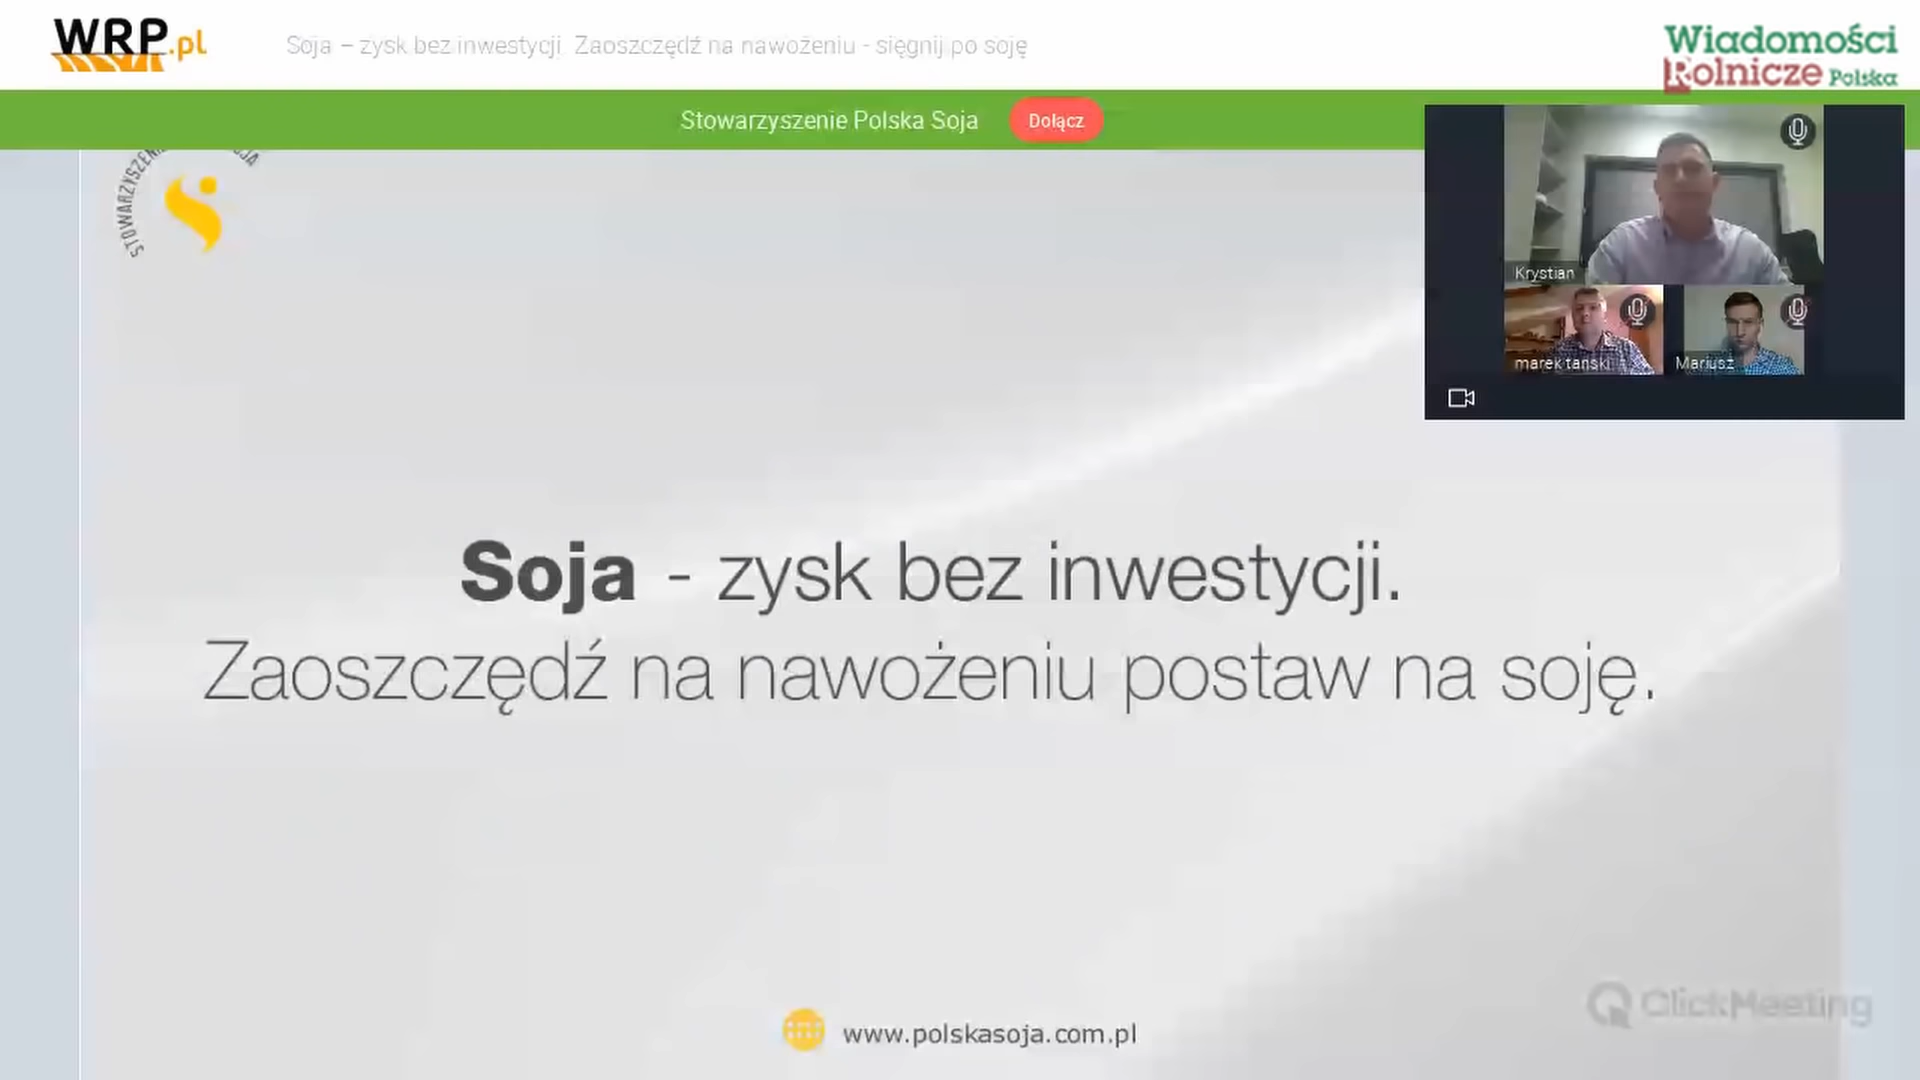 WRP.pl
Soja – zysk bez inwestycji. Zaoszczędź na nawożeniu - sięgnij po soję
Wiadomości
Rolnicze Polska
Stowarzyszenie Polska Soja
Dołącz
Krystian
marek tański
Mariusz
Soja - zysk bez inwestycji.
Zaoszczędź na nawożeniu postaw na soję.
www.polskasoja.com.pl
ClickMeeting